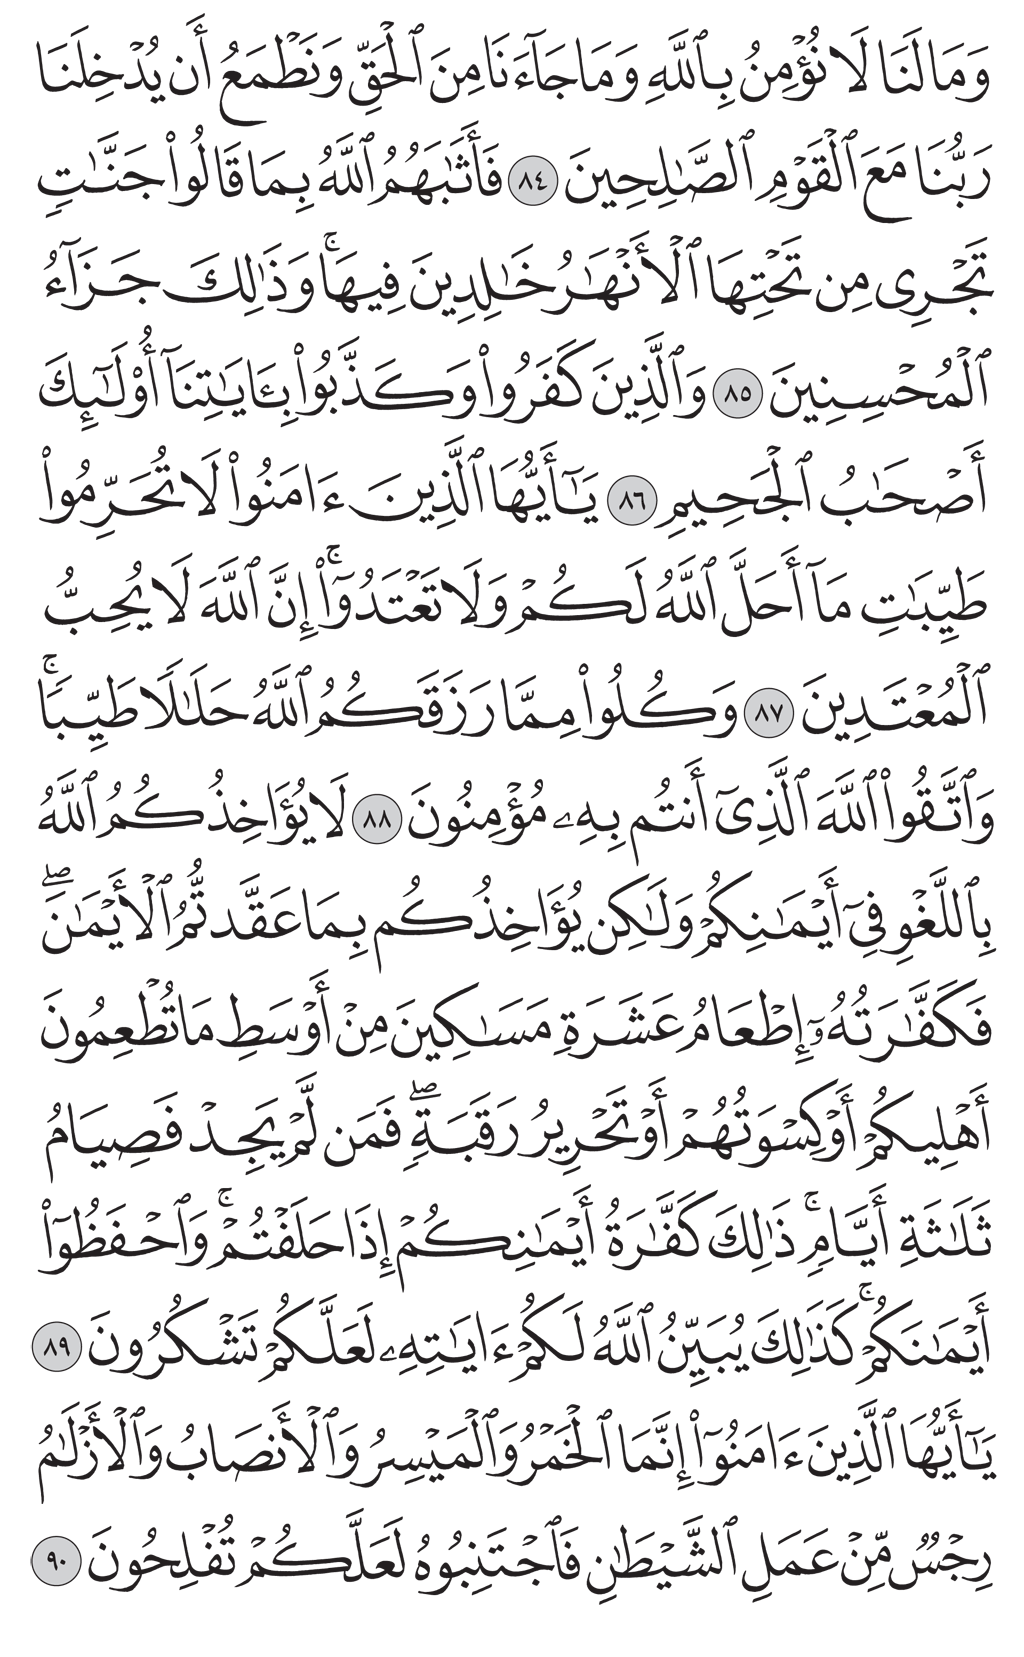 وَمَا لَنَا لَا نُؤْمِنُ بِٱللَّهِ وَمَا جَآءَنَا مِنَ ٱلْحَقِّ وَنَطْمَعُ أَن يُدْخِلَنَا
رَبُّنَا مَعَ ٱلْقَوْمِ ٱلصَّٰلِحِينَ ٨٤ فَأَثَٰبَهُمُ ٱللَّهُ بِمَا قَالُوا۟ جَنَّٰتٍ
تَجْرِى مِن تَحْتِهَا ٱلْأَنْهَٰرُ خَٰلِدِينَ فِيهَا ۚ وَذَٰلِكَ جَزَآءُ
ٱلْمُحْسِنِينَ ٨٥ وَٱلَّذِينَ كَفَرُوا۟ وَكَذَّبُوا۟ بِـَٔايَٰتِنَآ أُو۟لَٰٓئِكَ
أَصْحَٰبُ ٱلْجَحِيمِ ٨٦ يَٰٓأَيُّهَا ٱلَّذِينَ ءَامَنُوا۟ لَا تُحَرِّمُوا۟
طَيِّبَٰتِ مَآ أَحَلَّ ٱللَّهُ لَكُمْ وَلَا تَعْتَدُوٓا۟ ۚ إِنَّ ٱللَّهَ لَا يُحِبُّ
ٱلْمُعْتَدِينَ ٨٧ وَكُلُوا۟ مِمَّا رَزَقَكُمُ ٱللَّهُ حَلَٰلًا طَيِّبًا ۚ
وَٱتَّقُوا۟ ٱللَّهَ ٱلَّذِىٓ أَنتُم بِهِۦ مُؤْمِنُونَ ٨٨ لَا يُؤَاخِذُكُمُ ٱللَّهُ
بِٱللَّغْوِ فِىٓ أَيْمَٰنِكُمْ وَلَٰكِن يُؤَاخِذُكُم بِمَا عَقَّدتُّمُ ٱلْأَيْمَٰنَ ۖ
فَكَفَّٰرَتُهُۥٓ إِطْعَامُ عَشَرَةِ مَسَٰكِينَ مِنْ أَوْسَطِ مَا تُطْعِمُونَ
أَهْلِيكُمْ أَوْ كِسْوَتُهُمْ أَوْ تَحْرِيرُ رَقَبَةٍ ۖ فَمَن لَّمْ يَجِدْ فَصِيَامُ
ثَلَٰثَةِ أَيَّامٍ ۚ ذَٰلِكَ كَفَّٰرَةُ أَيْمَٰنِكُمْ إِذَا حَلَفْتُمْ ۚ وَٱحْفَظُوٓا۟
أَيْمَٰنَكُمْ ۚ كَذَٰلِكَ يُبَيِّنُ ٱللَّهُ لَكُمْ ءَايَٰتِهِۦ لَعَلَّكُمْ تَشْكُرُونَ ٨٩
يَٰٓأَيُّهَا ٱلَّذِينَ ءَامَنُوٓا۟ إِنَّمَا ٱلْخَمْرُ وَٱلْمَيْسِرُ وَٱلْأَنصَابُ وَٱلْأَزْلَٰمُ
رِجْسٌ مِّنْ عَمَلِ ٱلشَّيْطَٰنِ فَٱجْتَنِبُوهُ لَعَلَّكُمْ تُفْلِحُونَ ٩٠